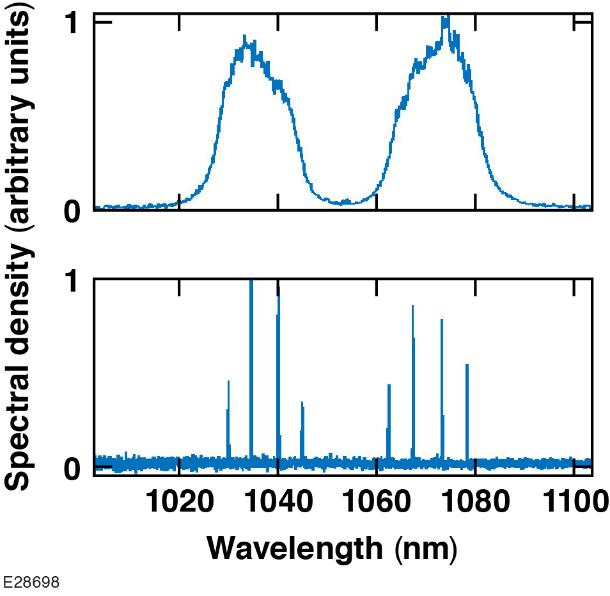 Spectral density (arbitrary units)
1
0
1
0
1020 1040 1060 1080 1100
Wavelength (nm)
E28698